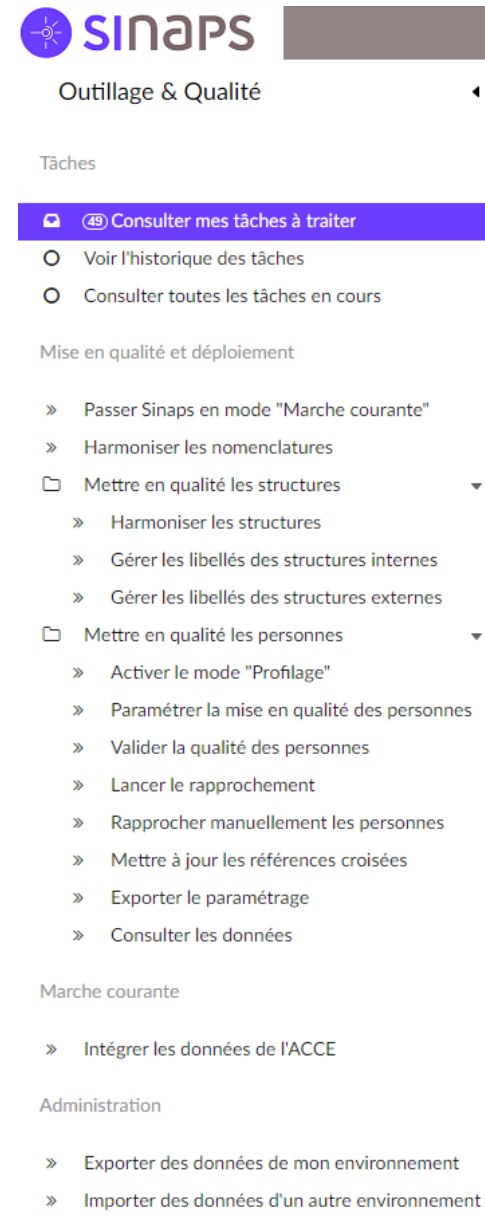 sinaps
Outillage & Qualité
Tâches
49 Consulter mes tâches à traiter
Voir l'historique des tâches
Consulter toutes les tâches en cours
Mise en qualité et déploiement
Passer Sinaps en mode "Marche courante"
Harmoniser les nomenclatures
Mettre en qualité les structures
Harmoniser les structures
Gérer les libellés des structures internes
Gérer les libellés des structures externes
Mettre en qualité les personnes
Activer le mode "Profilage"
Paramétrer la mise en qualité des personnes
Valider la qualité des personnes
Lancer le rapprochement
Rapprocher manuellement les personnes
Mettre à jour les références croisées
Exporter le paramétrage
Consulter les données
Marche courante
Intégrer les données de l'ACCE
Administration
Exporter des données de mon environnement
Importer des données d'un autre environnement